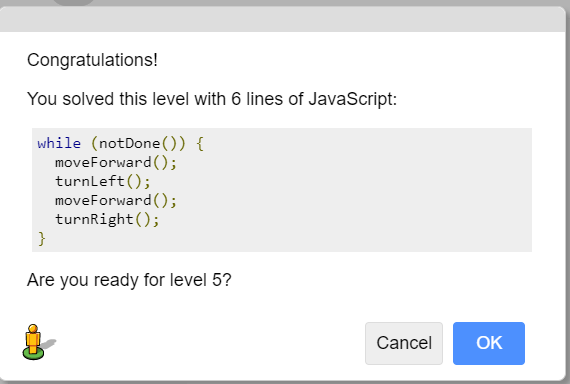 Congratulations!
You solved this level with 6 lines of JavaScript:
while (notDone()) {
  moveForward();
  turnLeft();
  moveForward();
  turnRight();
}
Are you ready for level 5?
Cancel
OK